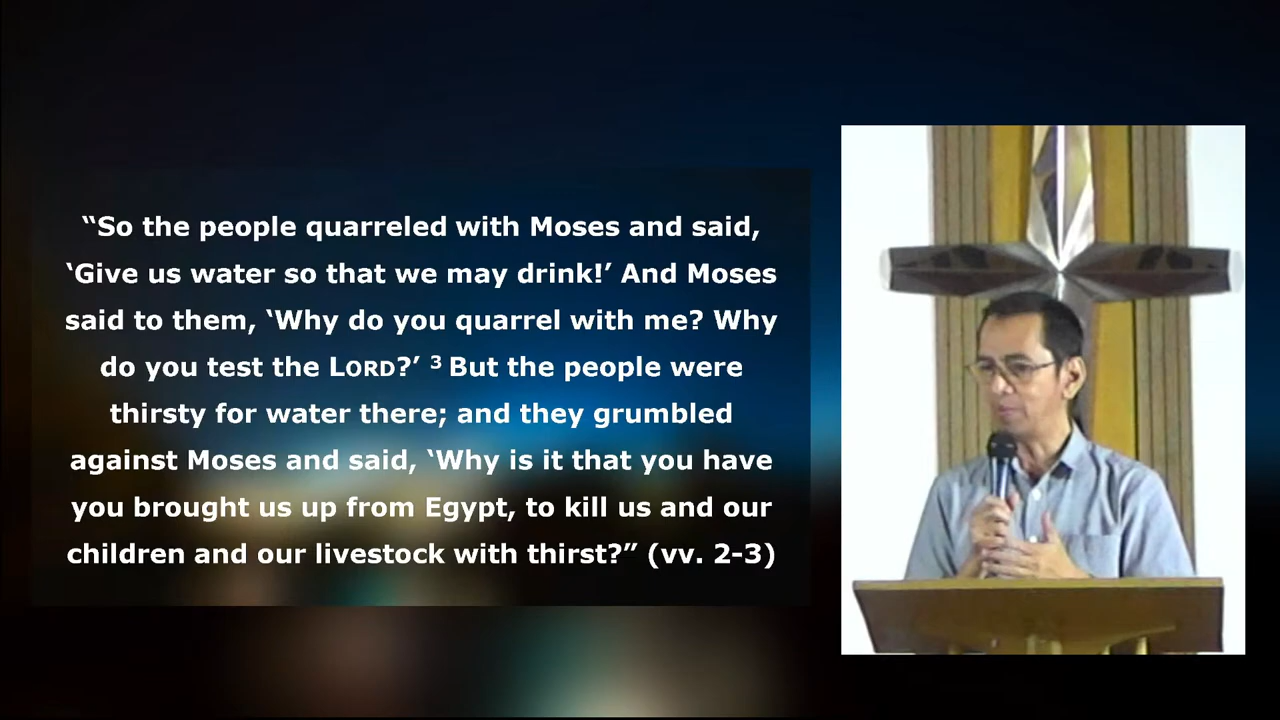 “So the people quarreled with Moses and said,
‘Give us water so that we may drink!’ And Moses
said to them, ‘Why do you quarrel with me? Why
do you test the LORD?’ ³ But the people were
thirsty for water there; and they grumbled
against Moses and said, ‘Why is it that you have
you brought us up from Egypt, to kill us and our
children and our livestock with thirst?” (vv. 2-3)